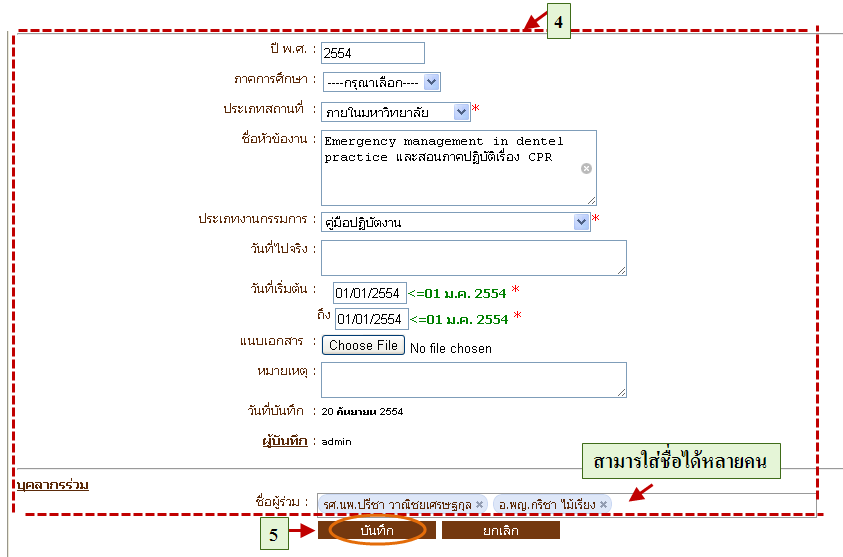 4
ปี พ.ศ. : 2554
ภาคการศึกษา : ----กรุณาเลือก----
ประเภทสถานที่ : ภายในมหาวิทยาลัย *
ชื่อหัวข้องาน : Emergency management in dentel
practice และสอนภาคปฏิบัติเรื่อง CPR
ประเภทงานกรรมการ : คู่มือปฏิบัติงาน *
วันที่ไปจริง :
วันที่เริ่มต้น : 01/01/2554 <=01 ม.ค. 2554 *
ถึง 01/01/2554 <=01 ม.ค. 2554 *
แนบเอกสาร : Choose File No file chosen
หมายเหตุ :
วันที่บันทึก : 20 กันยายน 2554
ผู้บันทึก : admin
สามารใส่ชื่อได้หลายคน
บุคลากรร่วม
ชื่อผู้ร่วม : รศ.นพ.ปรีชา วาณิชยเศรษฐกุล × อ.พญ.กริชา ไม้เรียง ×
5 บันทึก ยกเลิก